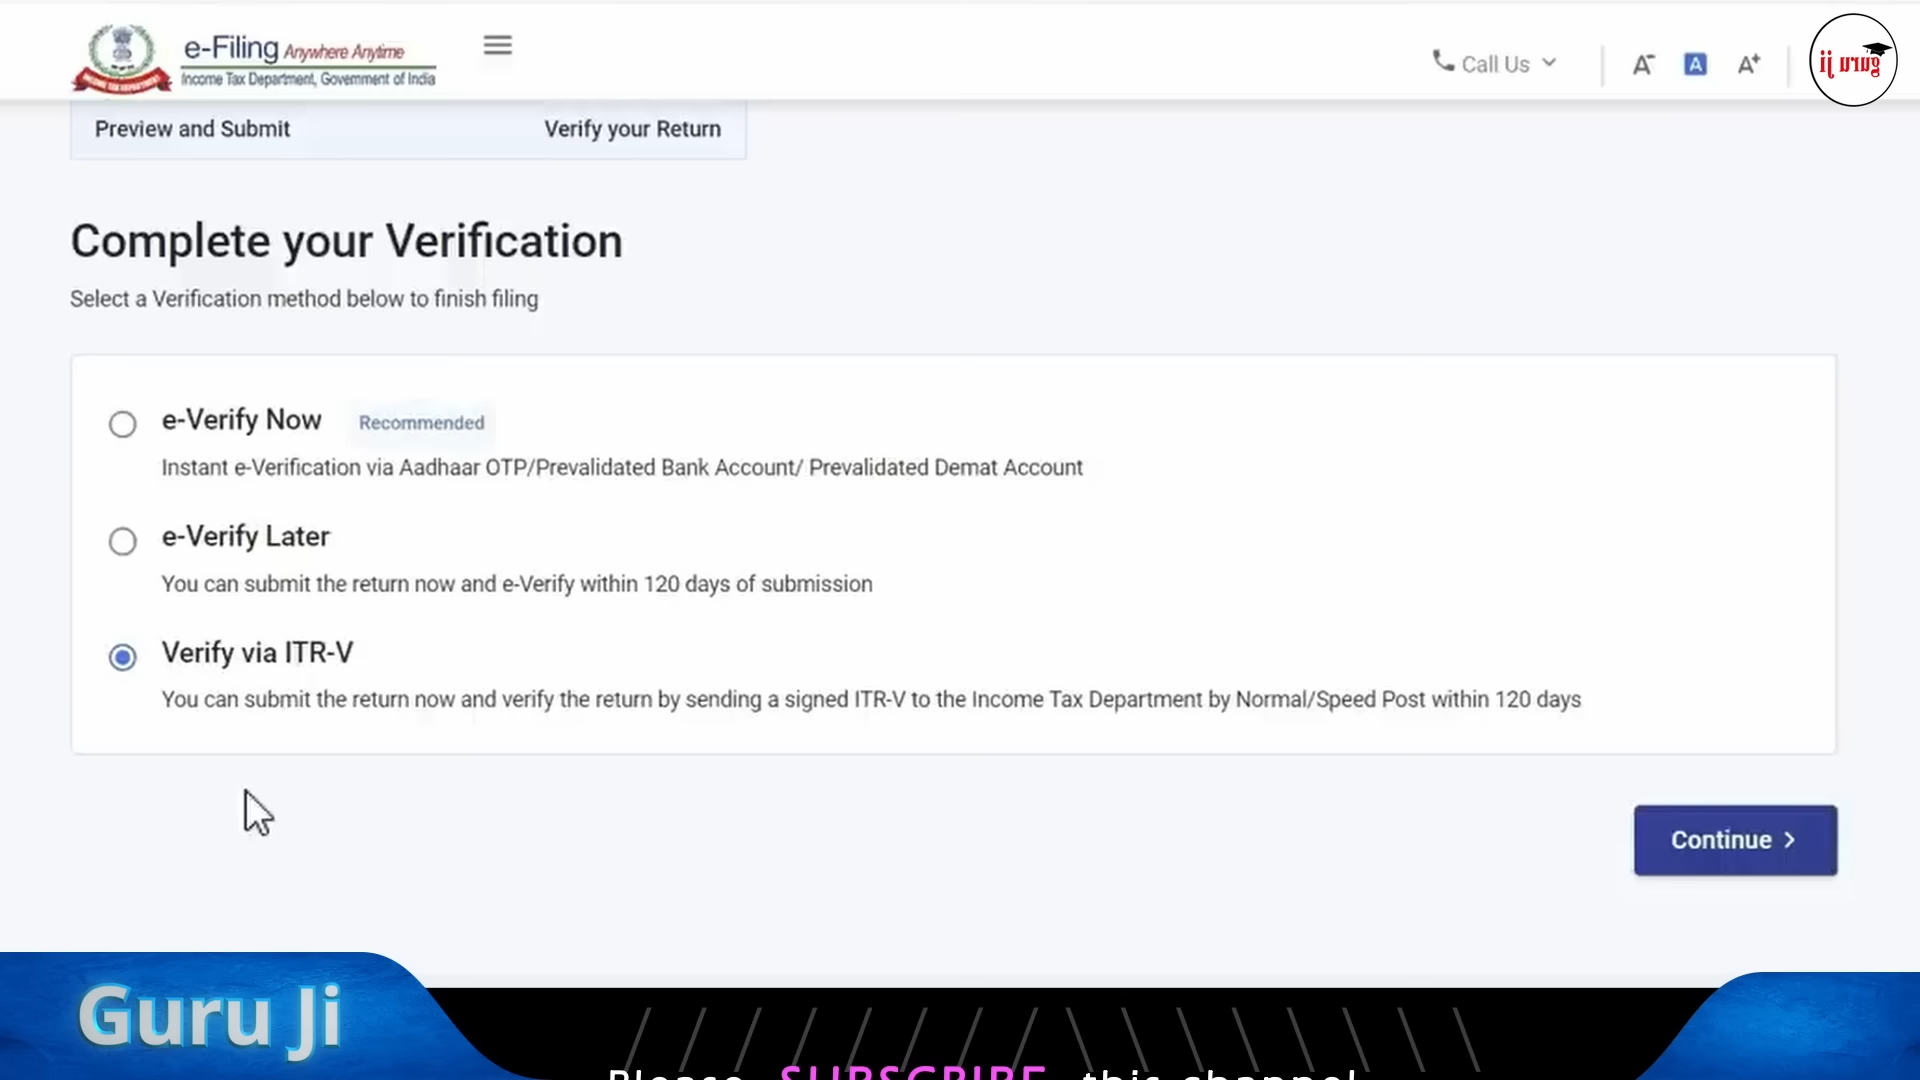 e-Filing Anywhere Anytime
Income Tax Department, Government of India
Call Us
A-
A
A+
Preview and Submit
Verify your Return
Complete your Verification
Select a Verification method below to finish filing
e-Verify Now
Recommended
Instant e-Verification via Aadhaar OTP/Prevalidated Bank Account/ Prevalidated Demat Account
e-Verify Later
You can submit the return now and e-Verify within 120 days of submission
Verify via ITR-V
You can submit the return now and verify the return by sending a signed ITR-V to the Income Tax Department by Normal/Speed Post within 120 days
Continue
Guru Ji
Please SUBSCRIBE this channel